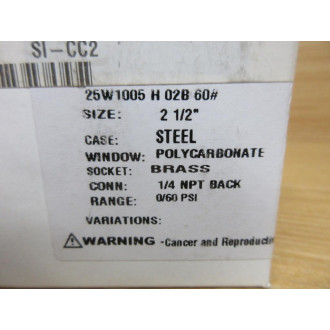 SI-CC2
25W1005 H 02B 60#
SIZE: 2 1/2"
CASE: STEEL
WINDOW: POLYCARBONATE
SOCKET: BRASS
CONN: 1/4 NPT BACK
RANGE: 0/60 PSI
VARIATIONS:
WARNING -Cancer and Reproducti